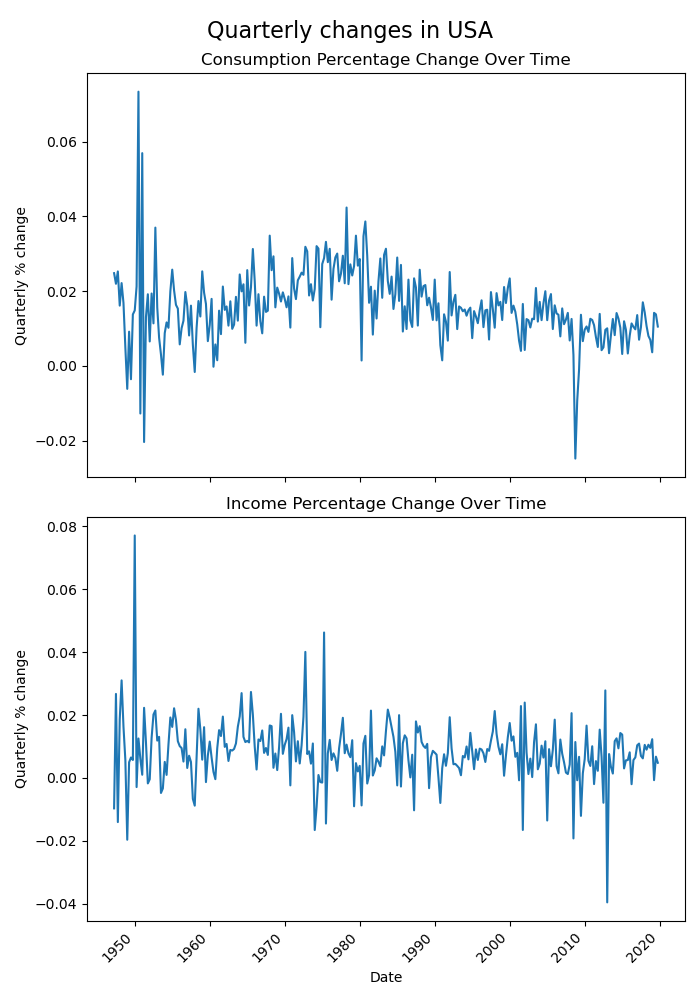 Quarterly changes in USA
Consumption Percentage Change Over Time
Quarterly % change
0.06
0.04
0.02
0.00
−0.02
Income Percentage Change Over Time
Quarterly % change
0.08
0.06
0.04
0.02
0.00
−0.02
−0.04
1950 1960 1970 1980 1990 2000 2010 2020
Date